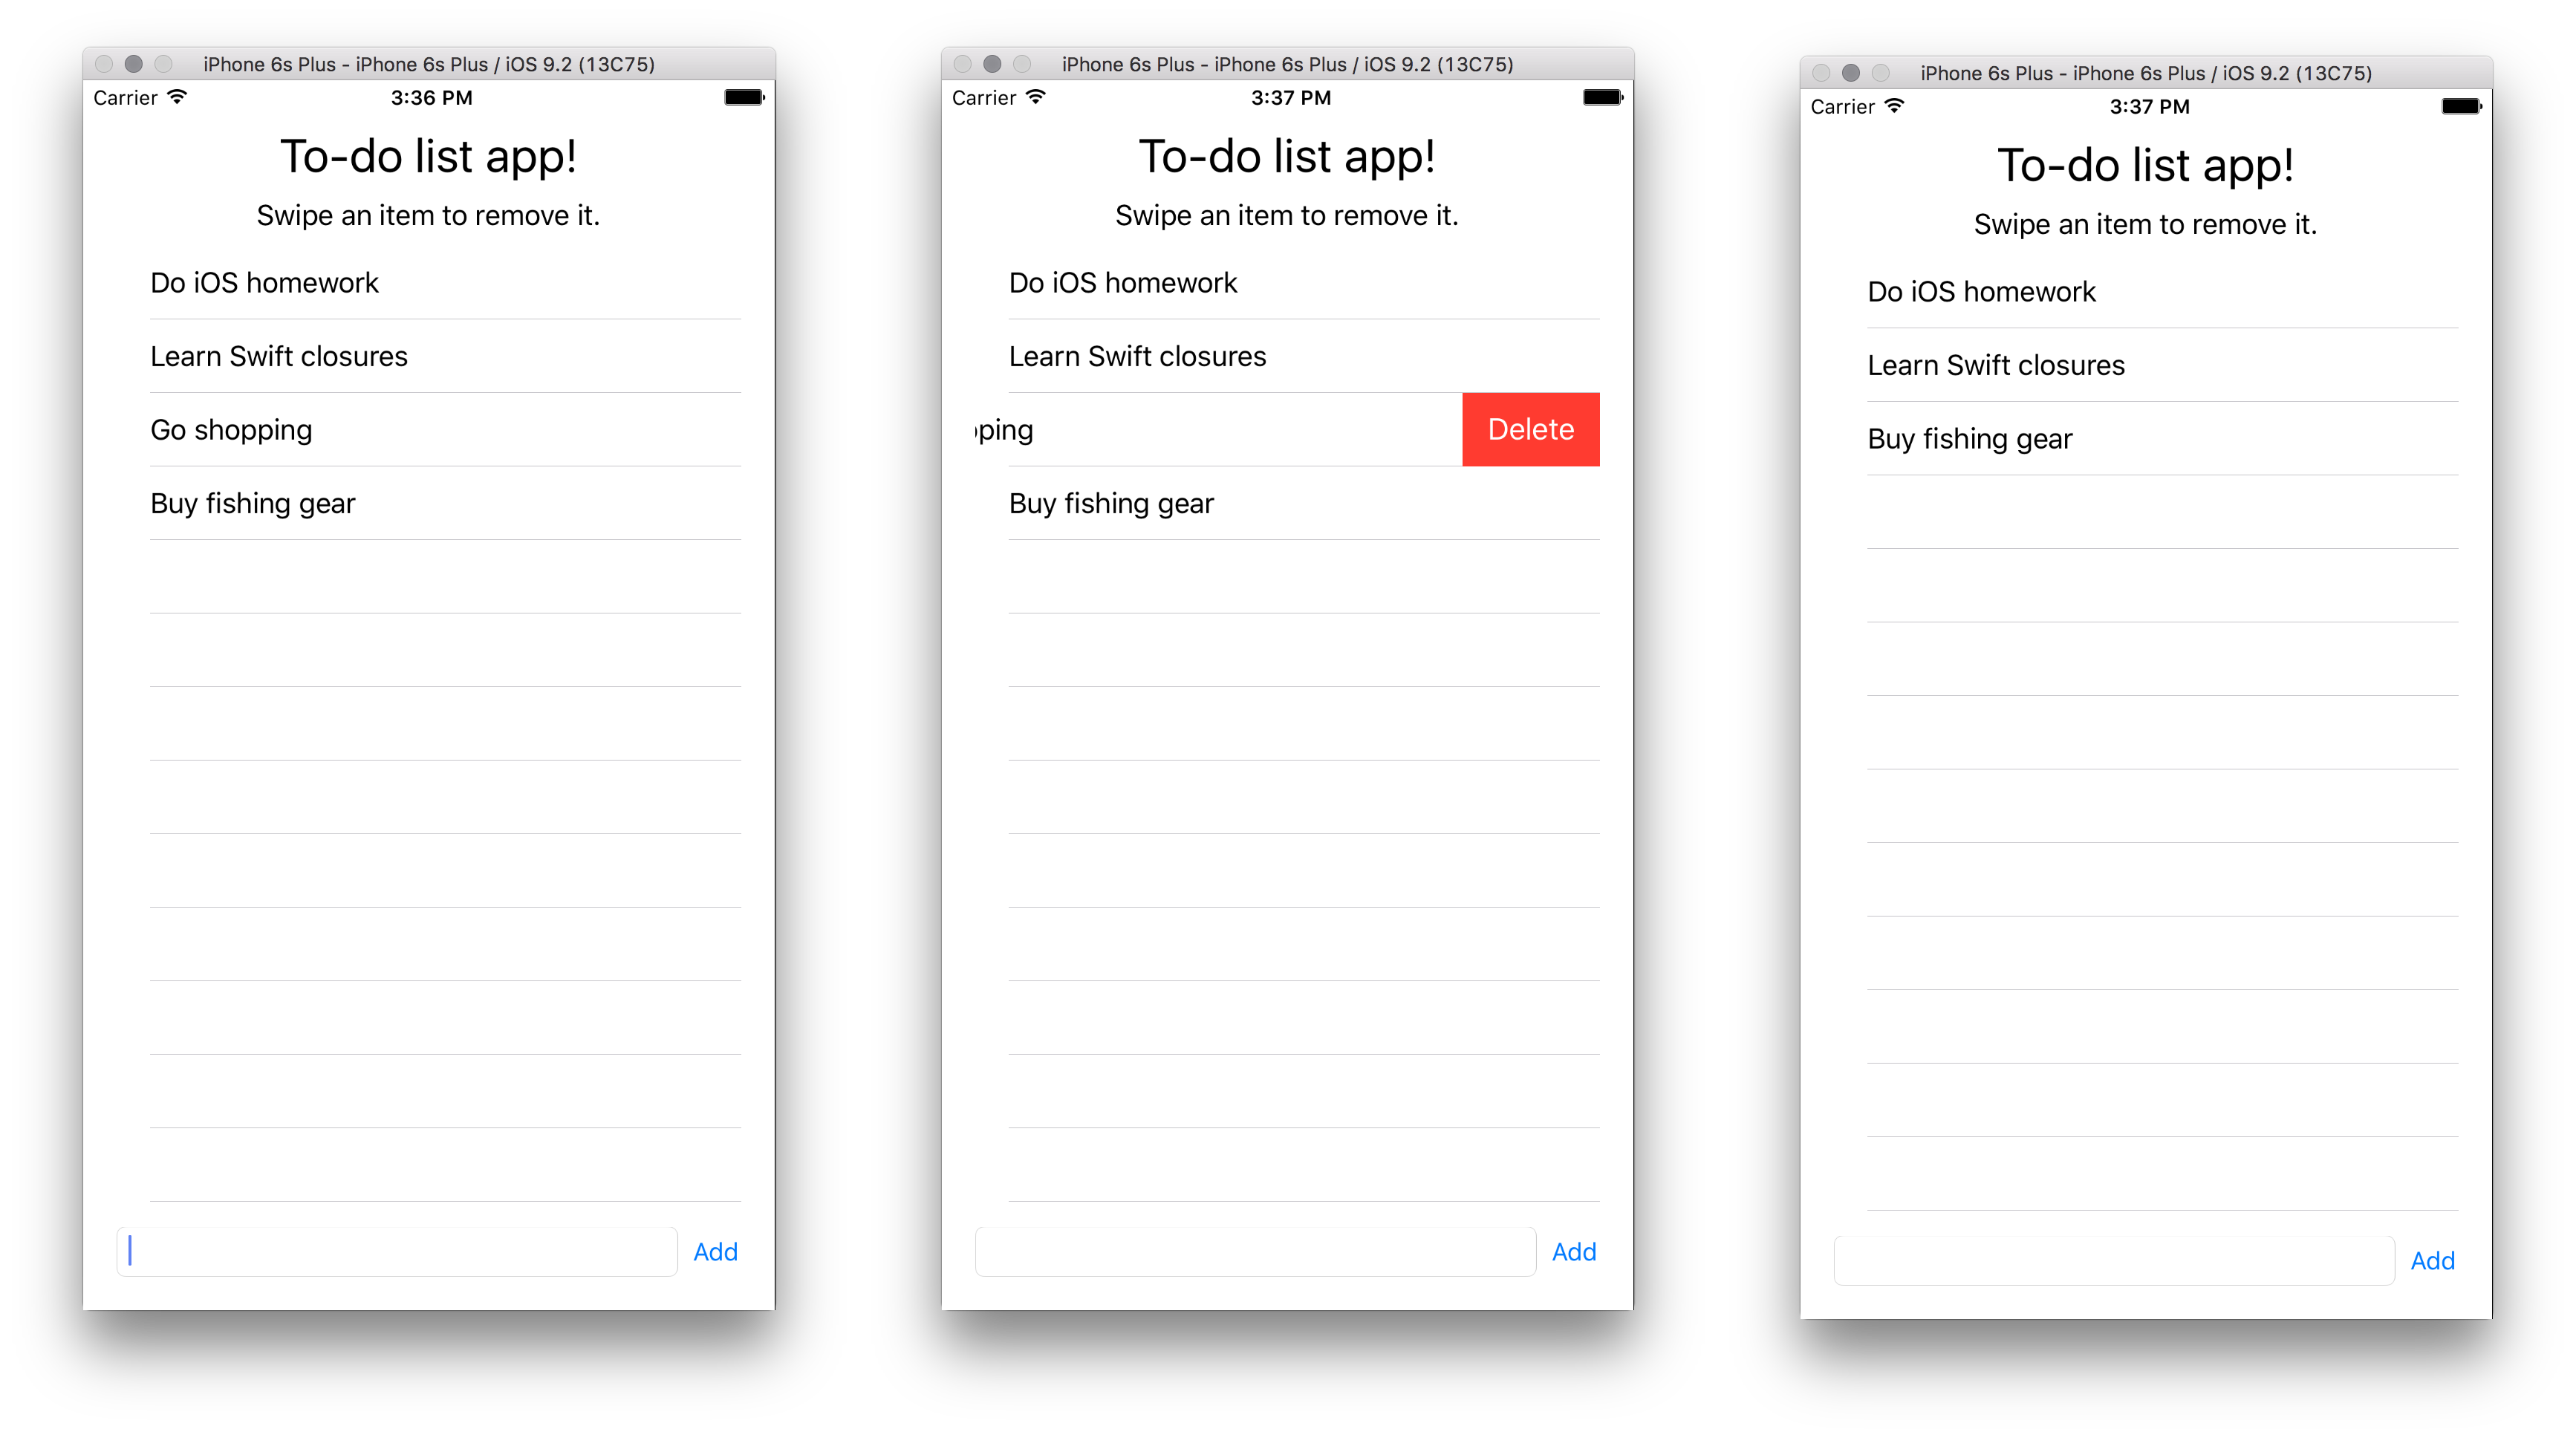 iPhone 6s Plus - iPhone 6s Plus / iOS 9.2 (13C75)
Carrier 3:36 PM
To-do list app!
Swipe an item to remove it.
Do iOS homework
Learn Swift closures
Go shopping
Buy fishing gear
Add
iPhone 6s Plus - iPhone 6s Plus / iOS 9.2 (13C75)
Carrier 3:37 PM
To-do list app!
Swipe an item to remove it.
Do iOS homework
Learn Swift closures
pping Delete
Buy fishing gear
Add
iPhone 6s Plus - iPhone 6s Plus / iOS 9.2 (13C75)
Carrier 3:37 PM
To-do list app!
Swipe an item to remove it.
Do iOS homework
Learn Swift closures
Buy fishing gear
Add